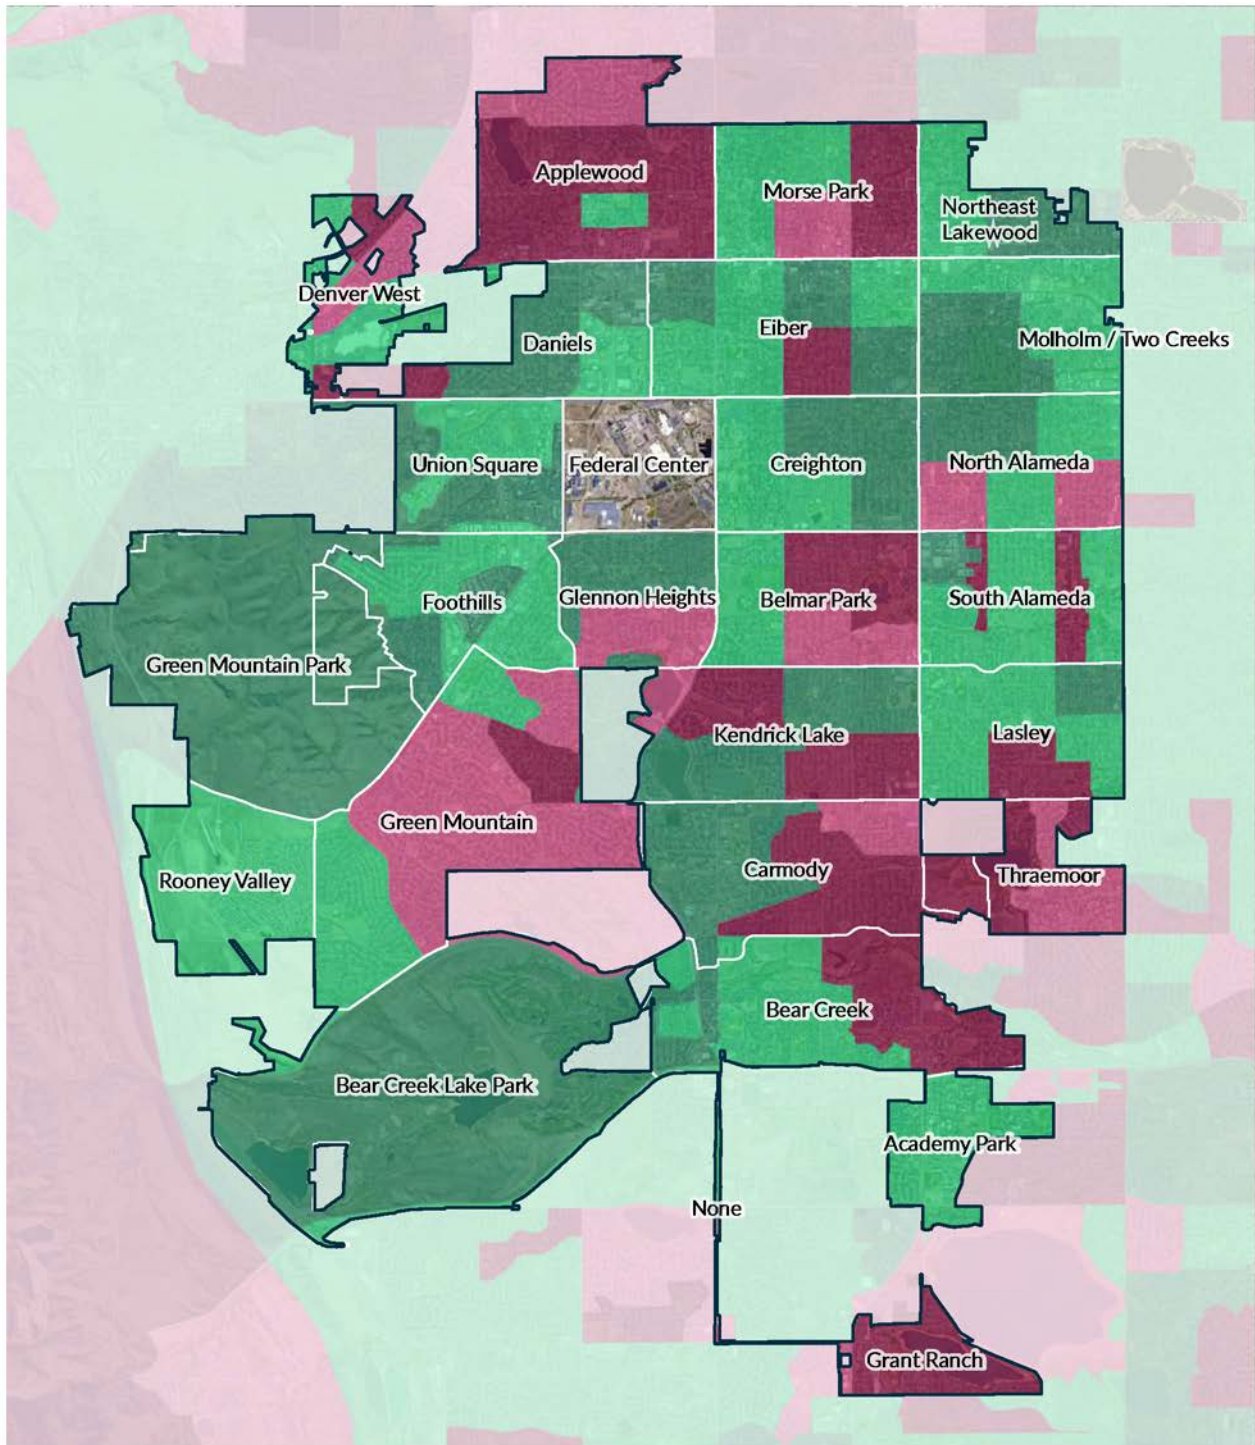 Applewood
Morse Park
Northeast
Lakewood
Denver West
Daniels
Eiber
Molholm / Two Creeks
Union Square
Federal Center
Creighton
North Alameda
Foothills
Glennon Heights
Belmar Park
South Alameda
Green Mountain Park
Kendrick Lake
Lasley
Green Mountain
Rooney Valley
Carmody
Thraemoor
Bear Creek
Bear Creek Lake Park
Academy Park
None
Grant Ranch